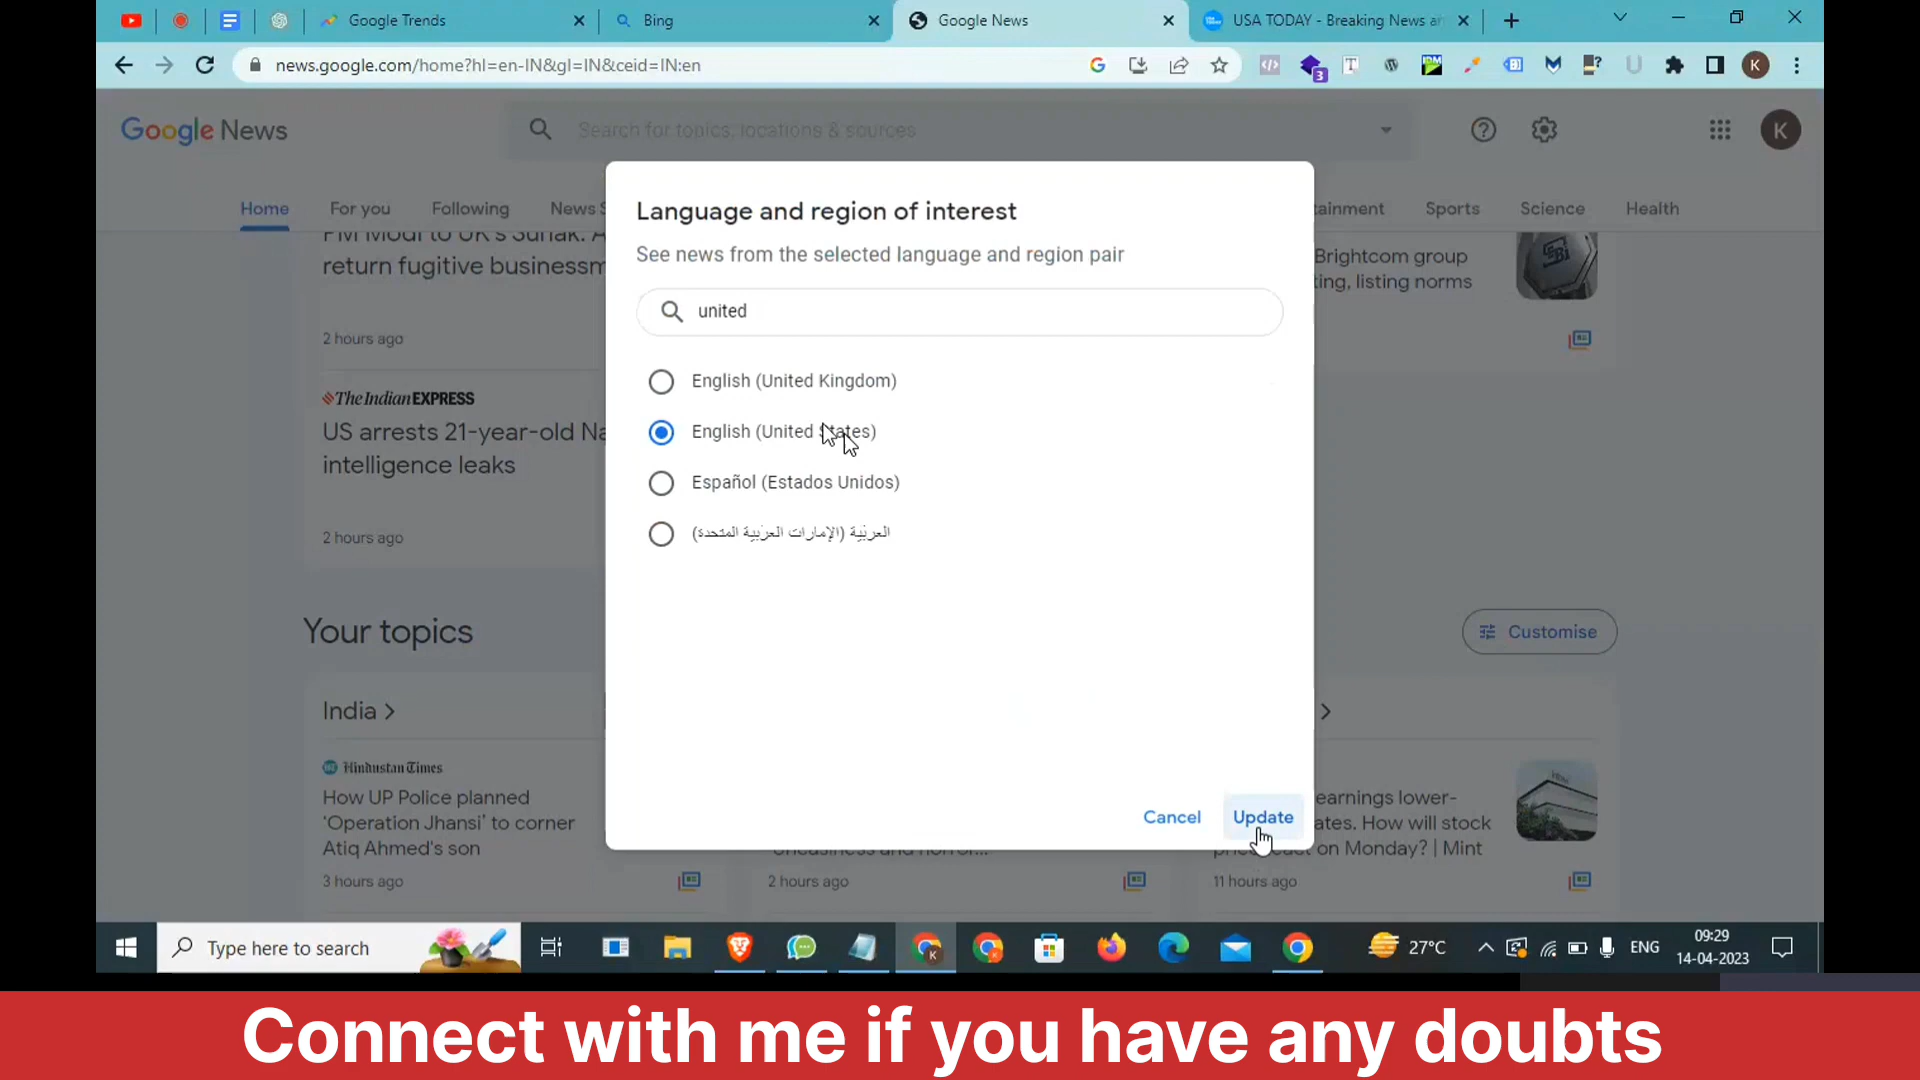 Google Trends
Bing
Google News
USA TODAY - Breaking News ar
news.google.com/home?hl=en-IN&gl=IN&ceid=IN:en
3
T
K
Google News
Search for topics, locations & sources
K
Home
For you
Following
News S
tainment
Sports
Science
Health
PM Modi to UK's Sunak: A
return fugitive businessm
2 hours ago
The Indian EXPRESS
US arrests 21-year-old Na
intelligence leaks
2 hours ago
Brightcom group
ting, listing norms
Language and region of interest
See news from the selected language and region pair
united
English (United Kingdom)
English (United States)
Español (Estados Unidos)
العربية (الإمارات العربية المتحدة)
Cancel
Update
Your topics
Customise
India
Hindustan Times
How UP Police planned
'Operation Jhansi' to corner
Atiq Ahmed's son
3 hours ago
2 hours ago
earnings lower-
ates. How will stock
on Monday? | Mint
11 hours ago
Type here to search
27°C
ENG
09:29
14-04-2023
Connect with me if you have any doubts